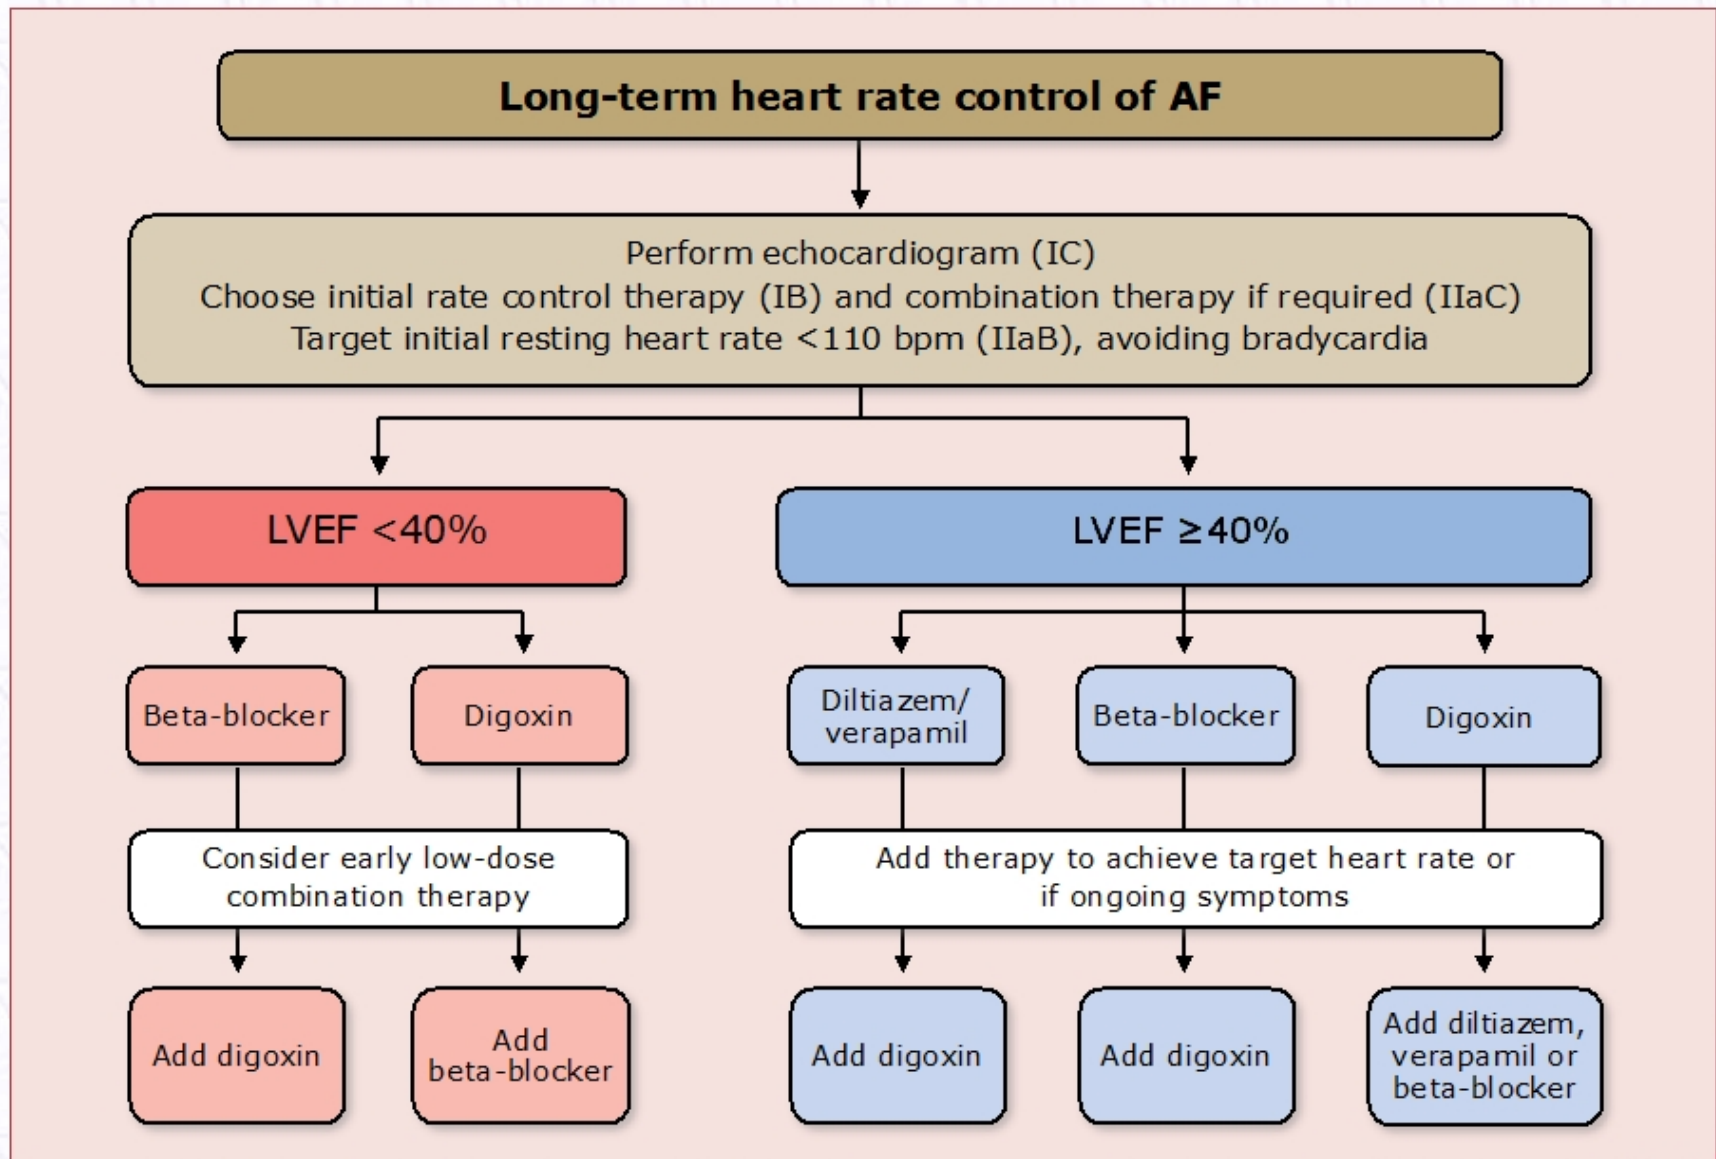 Long-term heart rate control of AF
Perform echocardiogram (IC)
Choose initial rate control therapy (IB) and combination therapy if required (IIaC)
Target initial resting heart rate <110 bpm (IIaB), avoiding bradycardia
LVEF <40%
LVEF ≥40%
Beta-blocker
Digoxin
Diltiazem/
verapamil
Beta-blocker
Digoxin
Consider early low-dose
combination therapy
Add therapy to achieve target heart rate or
if ongoing symptoms
Add digoxin
Add
beta-blocker
Add digoxin
Add digoxin
Add diltiazem,
verapamil or
beta-blocker